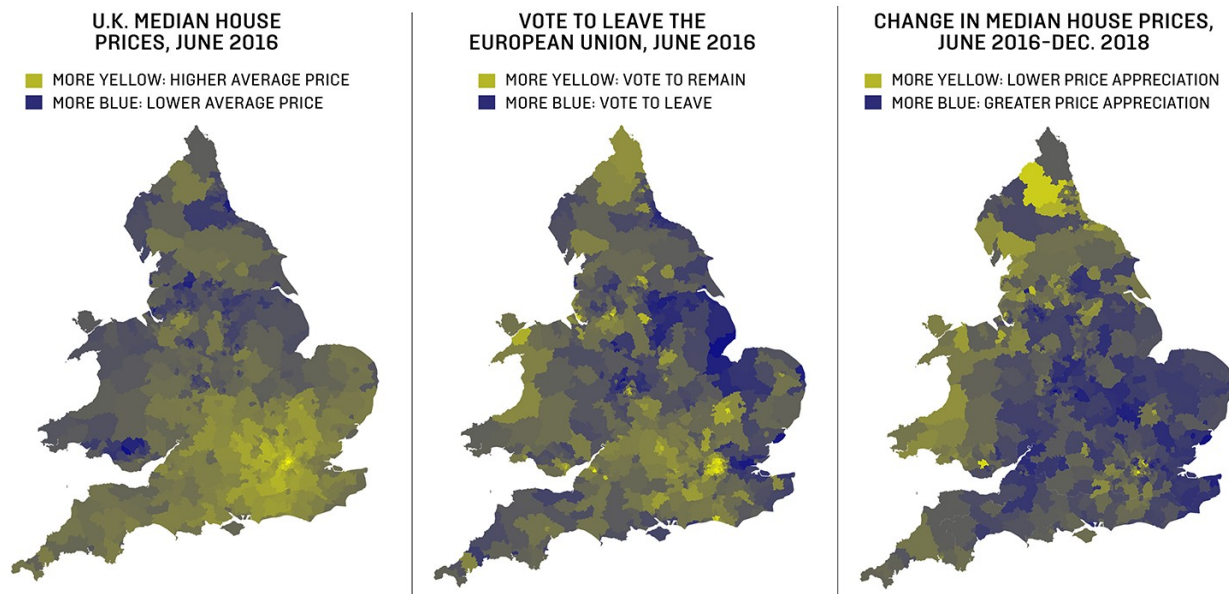 U.K. MEDIAN HOUSE
PRICES, JUNE 2016
MORE YELLOW: HIGHER AVERAGE PRICE
MORE BLUE: LOWER AVERAGE PRICE
VOTE TO LEAVE THE
EUROPEAN UNION, JUNE 2016
MORE YELLOW: VOTE TO REMAIN
MORE BLUE: VOTE TO LEAVE
CHANGE IN MEDIAN HOUSE PRICES,
JUNE 2016–DEC. 2018
MORE YELLOW: LOWER PRICE APPRECIATION
MORE BLUE: GREATER PRICE APPRECIATION